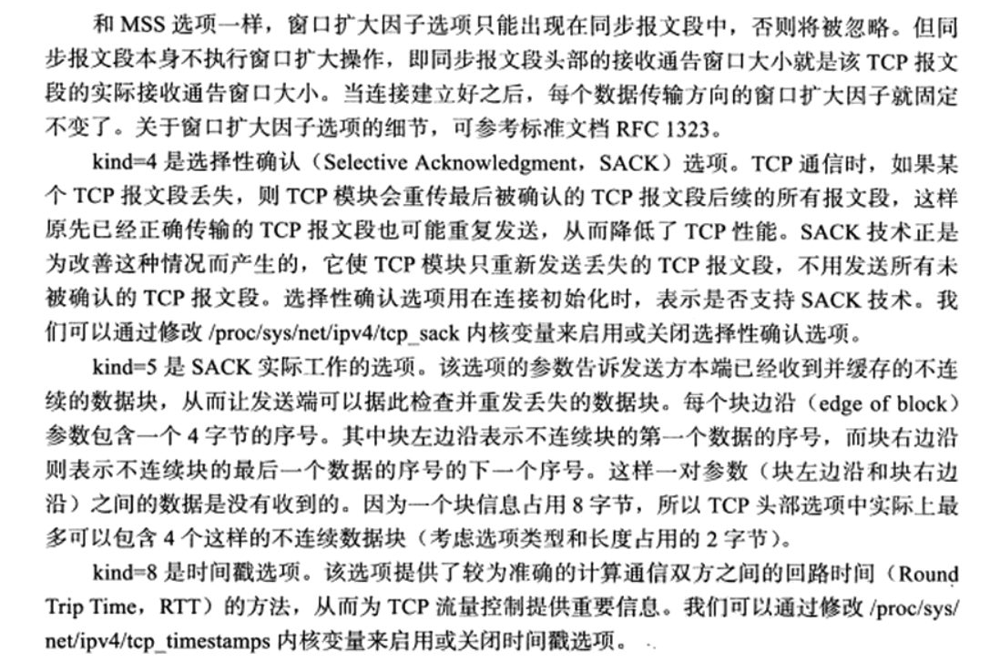 和 MSS 选项一样，窗口扩大因子选项只能出现在同步报文段中，否则将被忽略。但同
步报文段本身不执行窗口扩大操作，即同步报文段头部的接收通告窗口大小就是该 TCP 报文
段的实际接收通告窗口大小。当连接建立好之后，每个数据传输方向的窗口扩大因子就固定
不变了。关于窗口扩大因子选项的细节，可参考标准文档 RFC 1323。
kind=4 是选择性确认（Selective Acknowledgment，SACK）选项。TCP 通信时，如果某
个 TCP 报文段丢失，则 TCP 模块会重传最后被确认的 TCP 报文段后续的所有报文段，这样
原先已经正确传输的 TCP 报文段也可能重复发送，从而降低了 TCP 性能。SACK 技术正是
为改善这种情况而产生的，它使 TCP 模块只重新发送丢失的 TCP 报文段，不用发送所有未
被确认的 TCP 报文段。选择性确认选项用在连接初始化时，表示是否支持 SACK 技术。我
们可以通过修改 /proc/sys/net/ipv4/tcp_sack 内核变量来启用或关闭选择性确认选项。
kind=5 是 SACK 实际工作的选项。该选项的参数告诉发送方本端已经收到并缓存的不连
续的数据块，从而让发送端可以据此检查并重发丢失的数据块。每个块边沿（edge of block）
参数包含一个 4 字节的序号。其中块左边沿表示不连续块的第一个数据的序号，而块右边沿
则表示不连续块的最后一个数据的序号的下一个序号。这样一对参数（块左边沿和块右边
沿）之间的数据是没有收到的。因为一个块信息占用 8 字节，所以 TCP 头部选项中实际上最
多可以包含 4 个这样的不连续数据块（考虑选项类型和长度占用的 2 字节）。
kind=8 是时间戳选项。该选项提供了较为准确的计算通信双方之间的回路时间（Round
Trip Time，RTT）的方法，从而为 TCP 流量控制提供重要信息。我们可以通过修改 /proc/sys/
net/ipv4/tcp_timestamps 内核变量来启用或关闭时间戳选项。